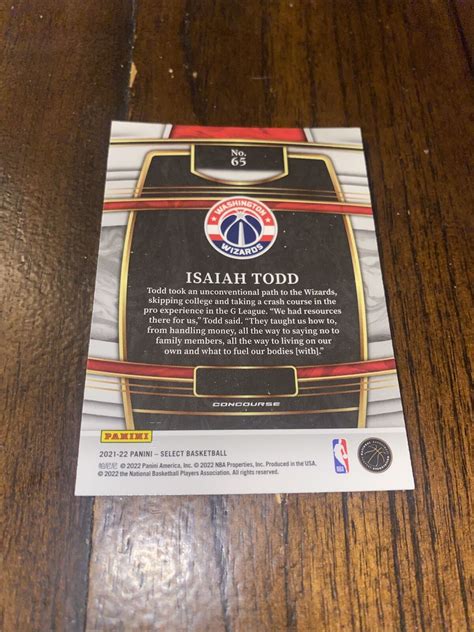 No.
65
WASHINGTON
WIZARDS
ISAIAH TODD
Todd took an unconventional path to the Wizards,
skipping college and taking a crash course in the
pro experience in the G League. “We had resources
there for us,” Todd said. “They taught us how to,
from handling money, all the way to saying no to
family members, all the way to living on our
own and what to fuel our bodies [with].”
CONCOURSE
PANINI
2021-22 PANINI – SELECT BASKETBALL
© 2022 Panini America, Inc. © 2022 NBA Properties, Inc. Produced in the USA.
© 2022 the National Basketball Players Association. All rights reserved.
NBA